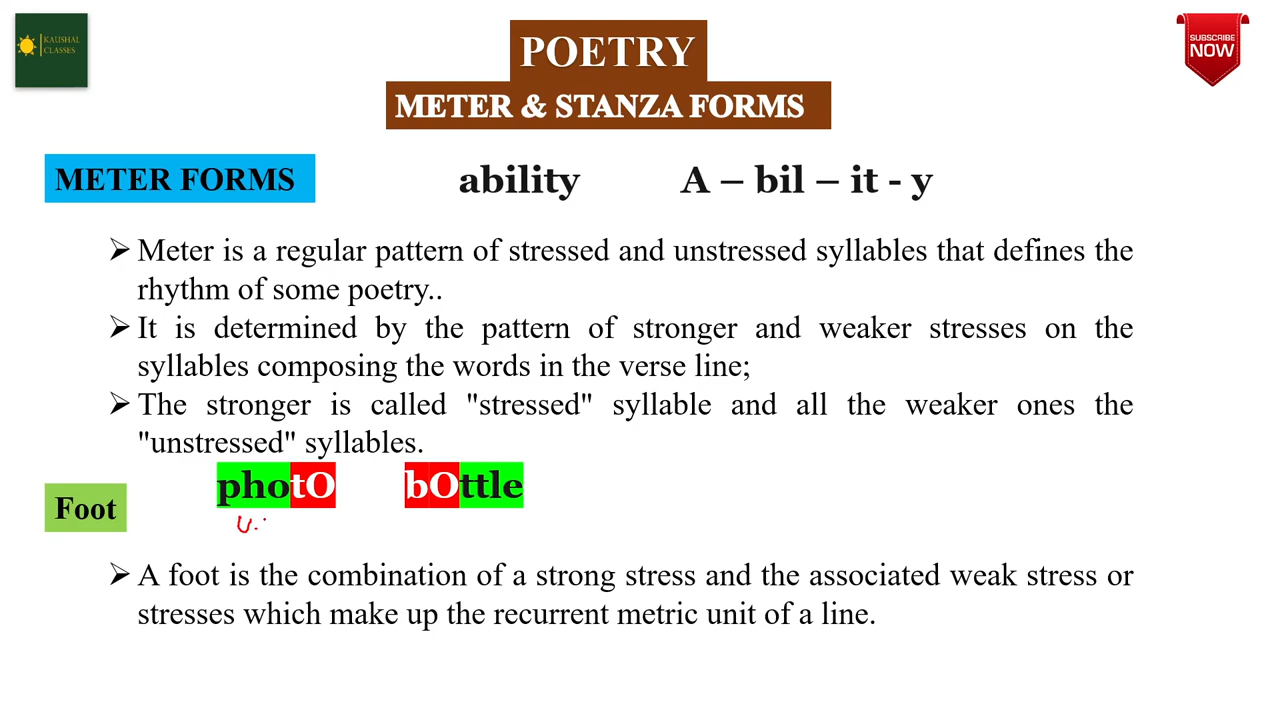 KAUSHAL
CLASSES
POETRY
SUBSCRIBE
NOW
METER & STANZA FORMS
METER FORMS
ability A – bil – it - y
Meter is a regular pattern of stressed and unstressed syllables that defines the
rhythm of some poetry..
It is determined by the pattern of stronger and weaker stresses on the
syllables composing the words in the verse line;
The stronger is called "stressed" syllable and all the weaker ones the
"unstressed" syllables.
photO bOttle
Foot
A foot is the combination of a strong stress and the associated weak stress or
stresses which make up the recurrent metric unit of a line.